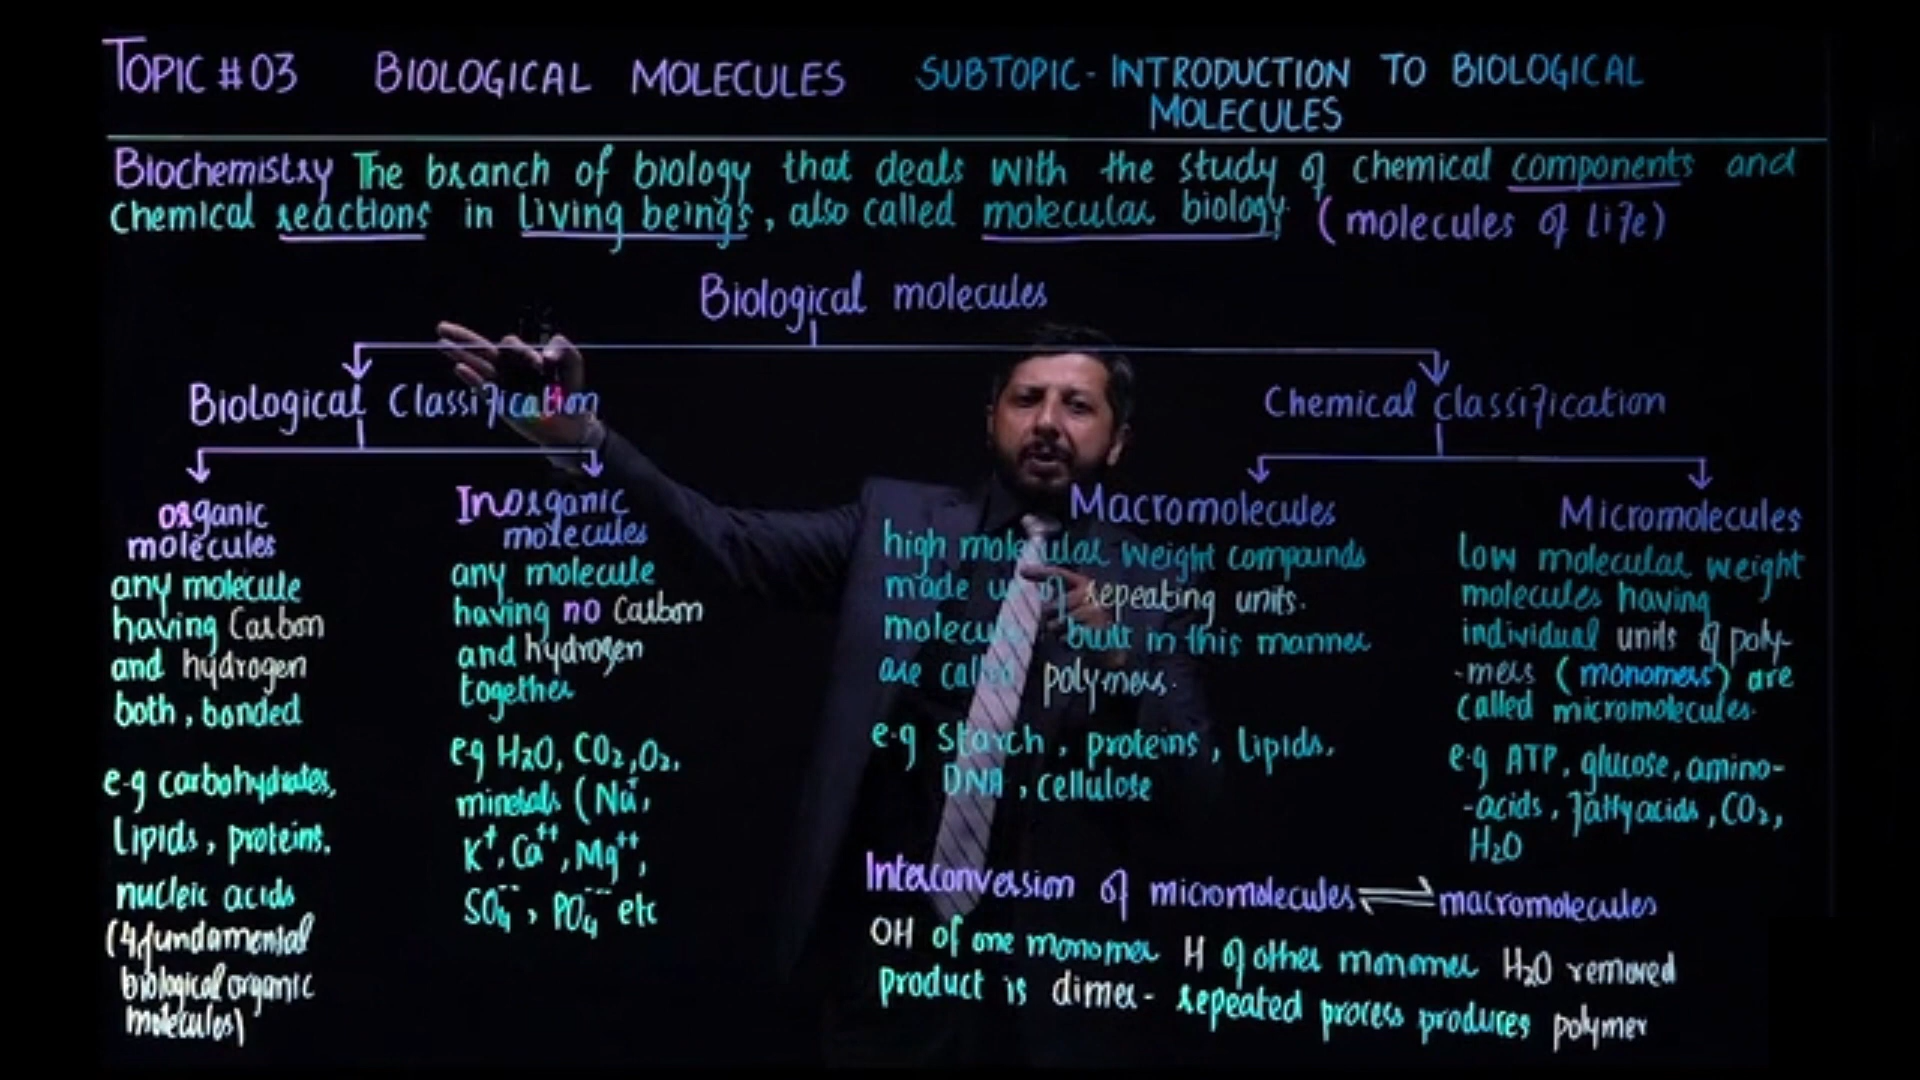 TOPIC # 03 BIOLOGICAL MOLECULES SUBTOPIC - INTRODUCTION TO BIOLOGICAL
MOLECULES
Biochemistry The branch of biology that deals with the study of chemical components and
chemical reactions in living beings, also called molecular biology. (molecules of life)
Biological molecules
Biological Classification
Chemical classification
organic
molecules
any molecule
having Carbon
and hydrogen
both, bonded
e-g carbohydrates,
Lipids, proteins.
nucleic acids
(4 fundamental
biological organic
molecules)
Inorganic
molecules
any molecule
having no Carbon
and hydrogen
together
e.g H₂O, CO₂, O₂,
minerals (Na⁺,
K⁺, Ca⁺⁺, Mg⁺⁺,
SO₄⁻⁻, PO₄⁻⁻⁻ etc
Macromolecules
high molecular weight compounds
made up of repeating units.
built in this manner
are called polymers.
e-g Starch, proteins, Lipids,
DNA, cellulose
Micromolecules
Low molecular weight
molecules having
individual units of poly-
-mers (monomers) are
called micromolecules.
e.g ATP, glucose, amino-
-acids, fatty acids, CO₂,
H₂O
Interconversion of micromolecules ⇌ macromolecules
OH of one monomer H of other monomer H₂O removed
product is dimer - repeated process produces polymer